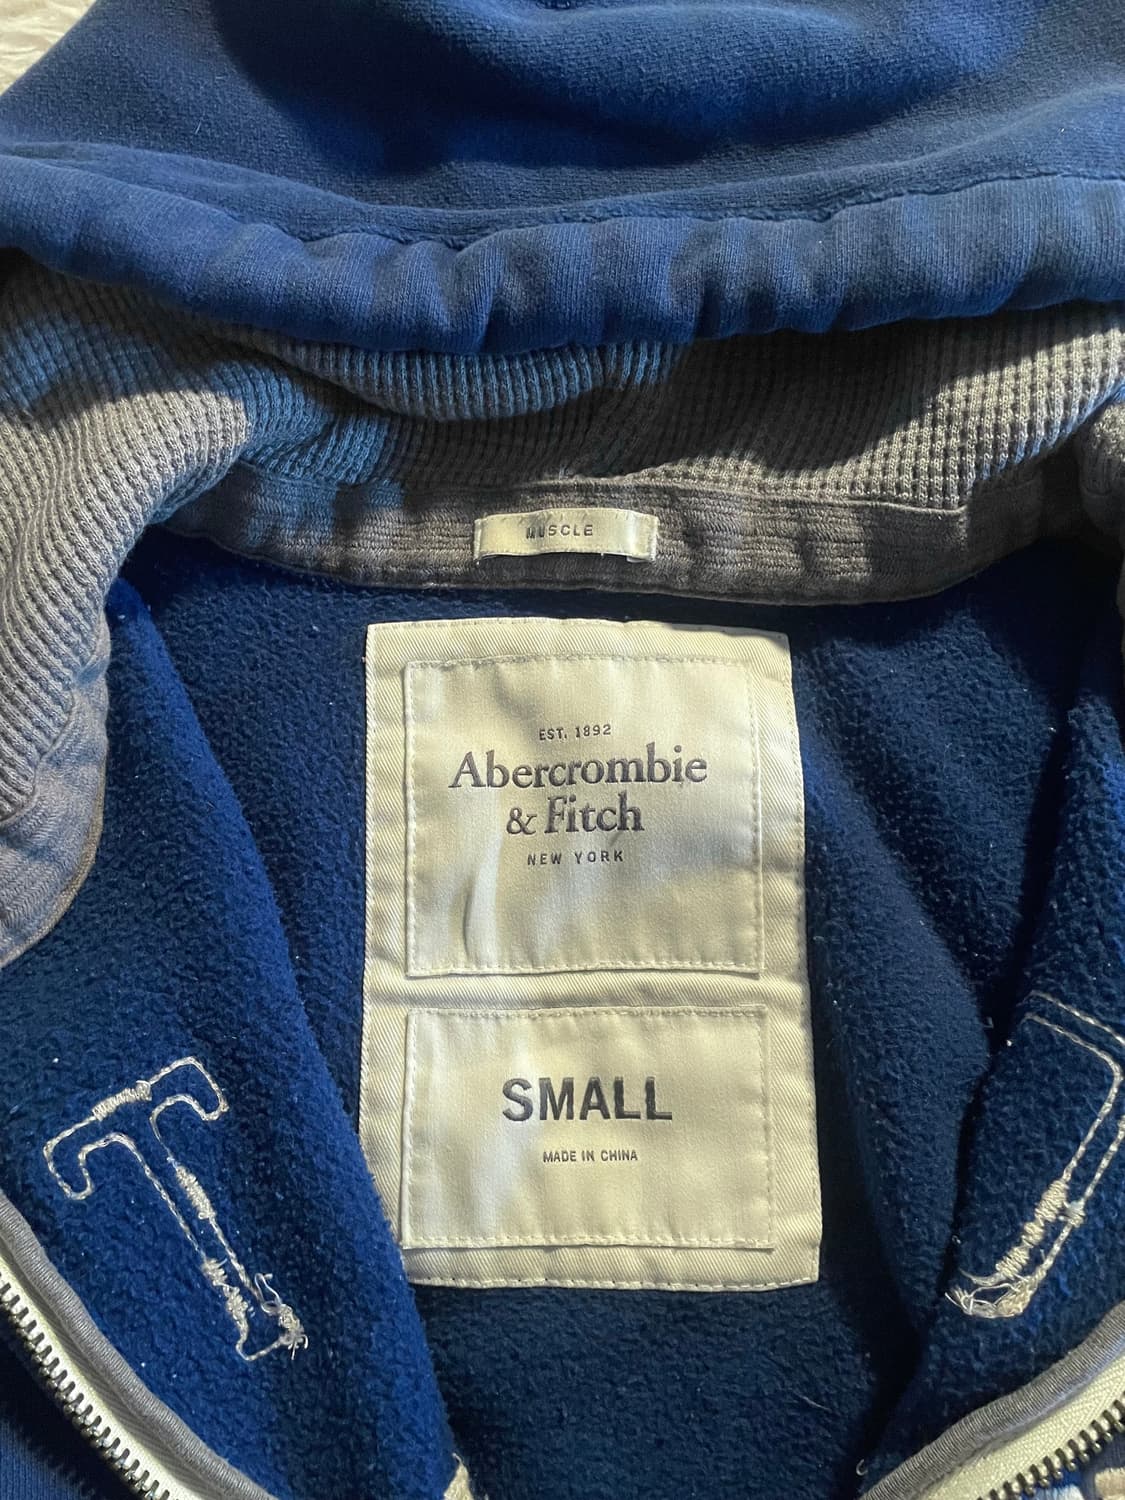 MUSCLE
EST. 1892
Abercrombie
& Fitch
NEW YORK
SMALL
MADE IN CHINA
T